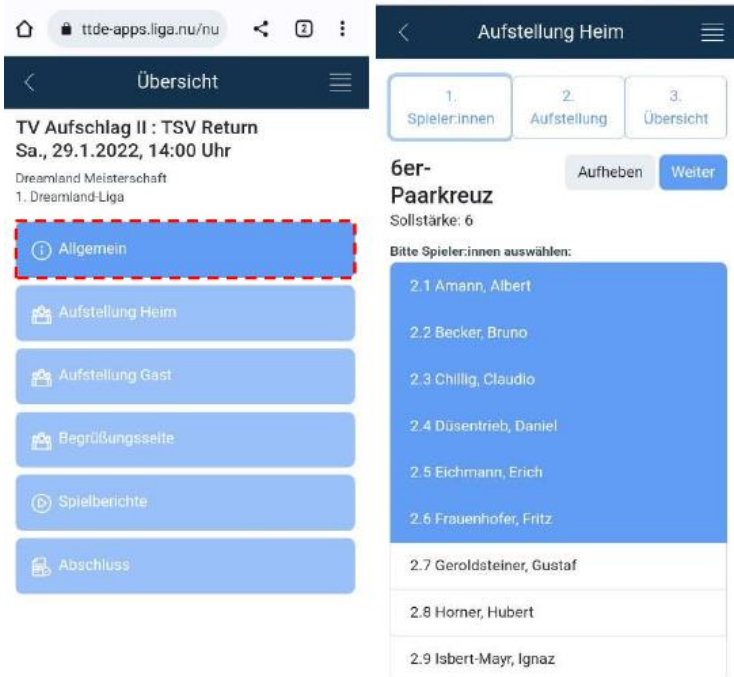 ttde-apps.liga.nu/nu
2
Übersicht
TV Aufschlag II : TSV Return
Sa., 29.1.2022, 14:00 Uhr
Dreamland Meisterschaft
1. Dreamland-Liga
Allgemein
Aufstellung Heim
Aufstellung Gast
Begrüßungsseite
Spielberichte
Abschluss
Aufstellung Heim
1.
Spieler:innen
2.
Aufstellung
3.
Übersicht
6er-
Paarkreuz
Aufheben
Weiter
Sollstärke: 6
Bitte Spieler:innen auswählen:
2.1 Amann, Albert
2.2 Becker, Bruno
2.3 Chillig, Claudio
2.4 Düsentrieb, Daniel
2.5 Eichmann, Erich
2.6 Frauenhofer, Fritz
2.7 Geroldsteiner, Gustaf
2.8 Horner, Hubert
2.9 Isbert-Mayr, Ignaz